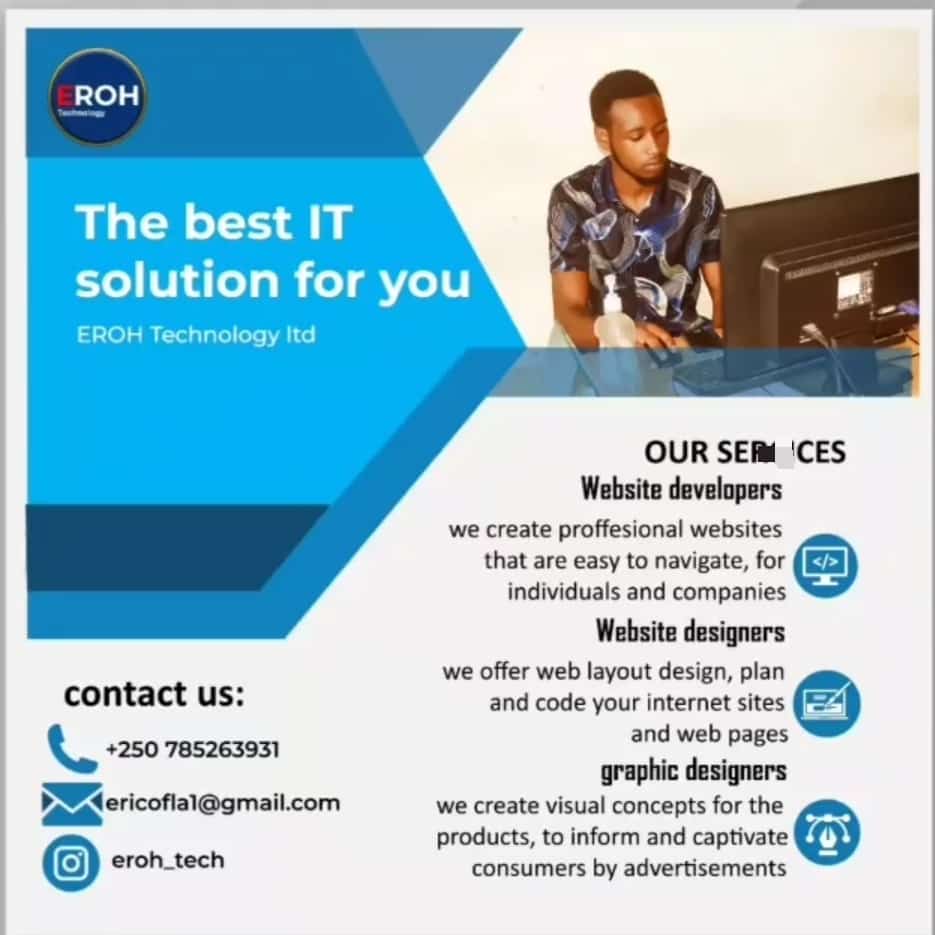 EROH
Technology
The best IT
solution for you
EROH Technology ltd
OUR
Website developers
we create proffesional websites
that are easy to navigate, for
individuals and companies
</>
Website designers
we offer web layout design, plan
and code your internet sites
and web pages
graphic designers
we create visual concepts for the
products, to inform and captivate
consumers by advertisements
contact us:
+250 785263931
ericofla1@gmail.com
eroh_tech